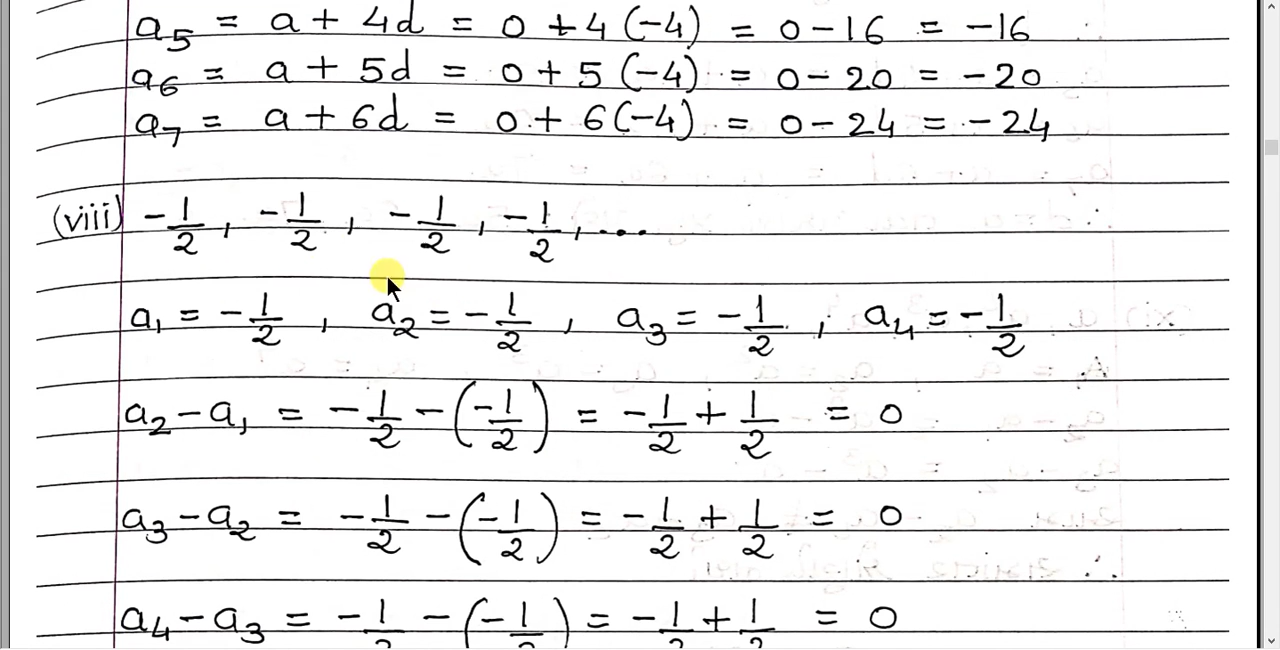 a₅ = a + 4d = 0 + 4 (-4) = 0 - 16 = -16
a₆ = a + 5d = 0 + 5 (-4) = 0 - 20 = -20
a₇ = a + 6d = 0 + 6 (-4) = 0 - 24 = -24
(viii) -1/2, -1/2, -1/2, -1/2, ...
a₁ = -1/2, a₂ = -1/2, a₃ = -1/2, a₄ = -1/2
a₂ - a₁ = -1/2 - (-1/2) = -1/2 + 1/2 = 0
a₃ - a₂ = -1/2 - (-1/2) = -1/2 + 1/2 = 0
a₄ - a₃ = -1/2 - (-1/2) = -1/2 + 1/2 = 0